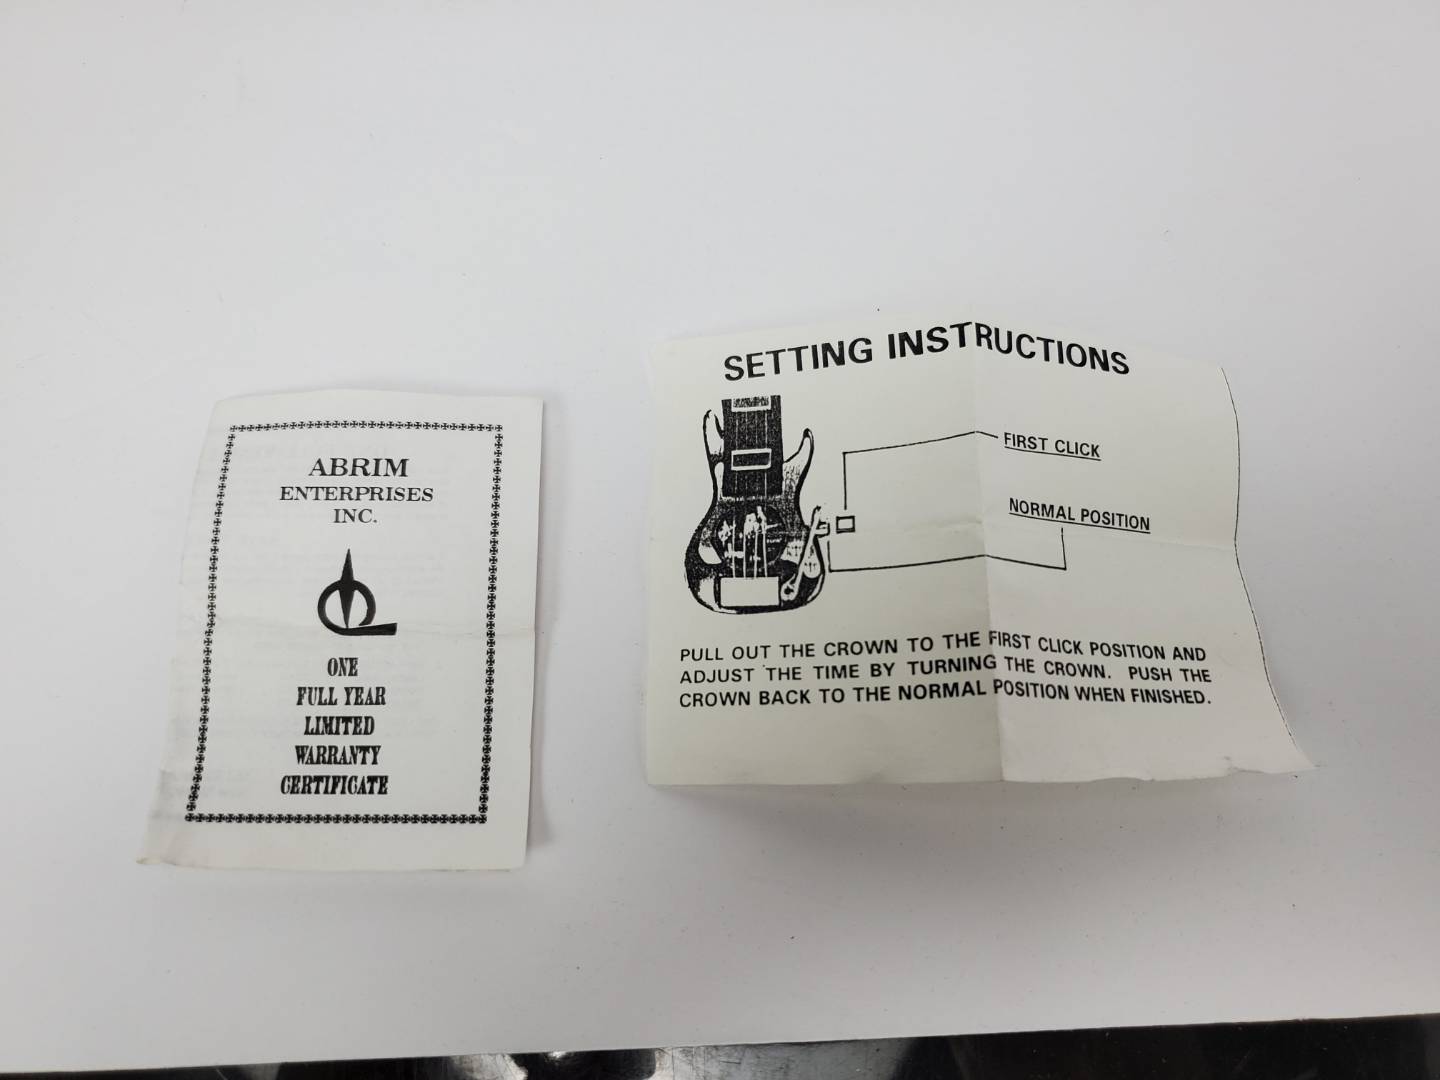 ABRIM
ENTERPRISES
INC.
ONE
FULL YEAR
LIMITED
WARRANTY
CERTIFICATE
SETTING INSTRUCTIONS
FIRST CLICK
NORMAL POSITION
PULL OUT THE CROWN TO THE FIRST CLICK POSITION AND
ADJUST THE TIME BY TURNING THE CROWN. PUSH THE
CROWN BACK TO THE NORMAL POSITION WHEN FINISHED.